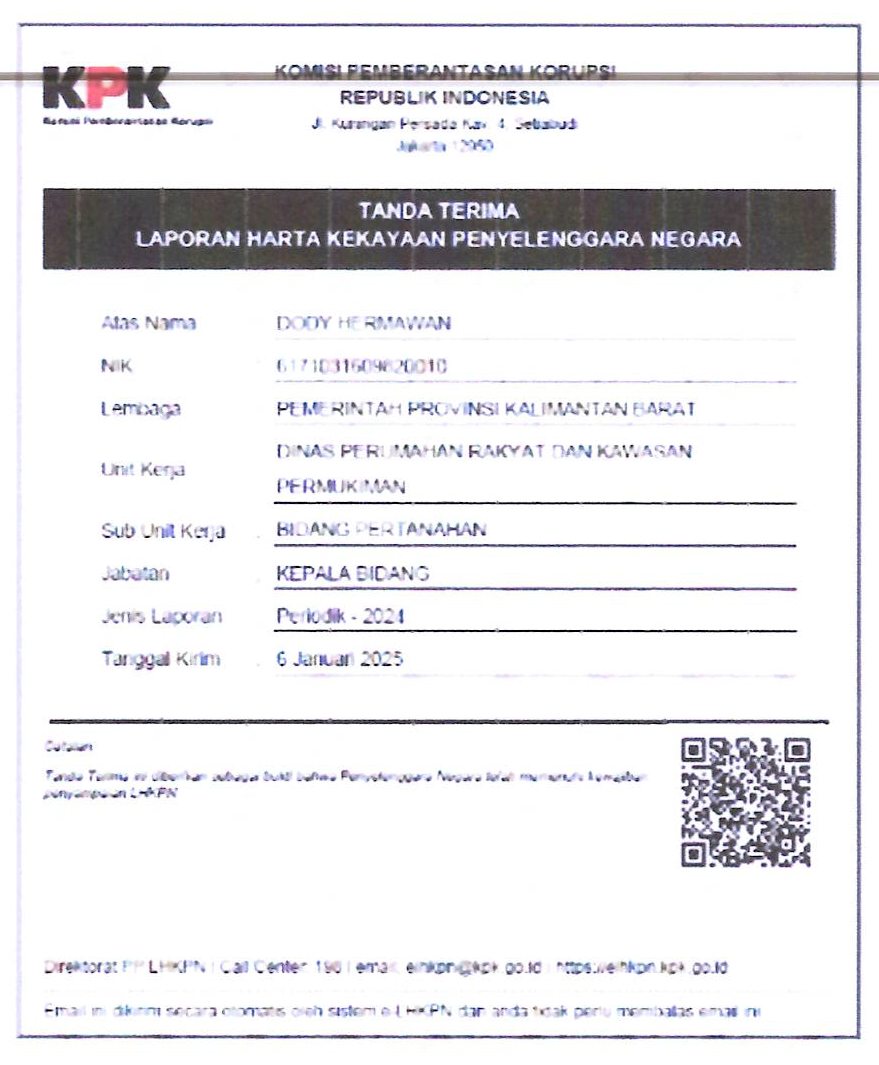 KPK
Komisi Pemberantasan Korupsi
KOMISI PEMBERANTASAN KORUPSI
REPUBLIK INDONESIA
Jl. Kuningan Persada Kav. 4, Setiabudi
Jakarta 12950
TANDA TERIMA
LAPORAN HARTA KEKAYAAN PENYELENGGARA NEGARA
Atas Nama : DODY HERMAWAN
NIK :
Lembaga : PEMERINTAH PROVINSI KALIMANTAN BARAT
Unit Kerja : DINAS PERUMAHAN RAKYAT DAN KAWASAN
PERMUKIMAN
Sub Unit Kerja : BIDANG PERTANAHAN
Jabatan : KEPALA BIDANG
Jenis Laporan : Periodik - 2024
Tanggal Kirim : 6 Januari 2025
Catatan:
Tanda Terima ini diberikan sebagai bukti bahwa Penyelenggara Negara telah memenuhi kewajiban
penyampaian LHKPN
Direktorat PP LHKPN | Call Center: 198 | email: elhkpn@kpk.go.id | https://elhkpn.kpk.go.id
Email ini dikirim secara otomatis oleh sistem e-LHKPN dan anda tidak perlu membalas email ini